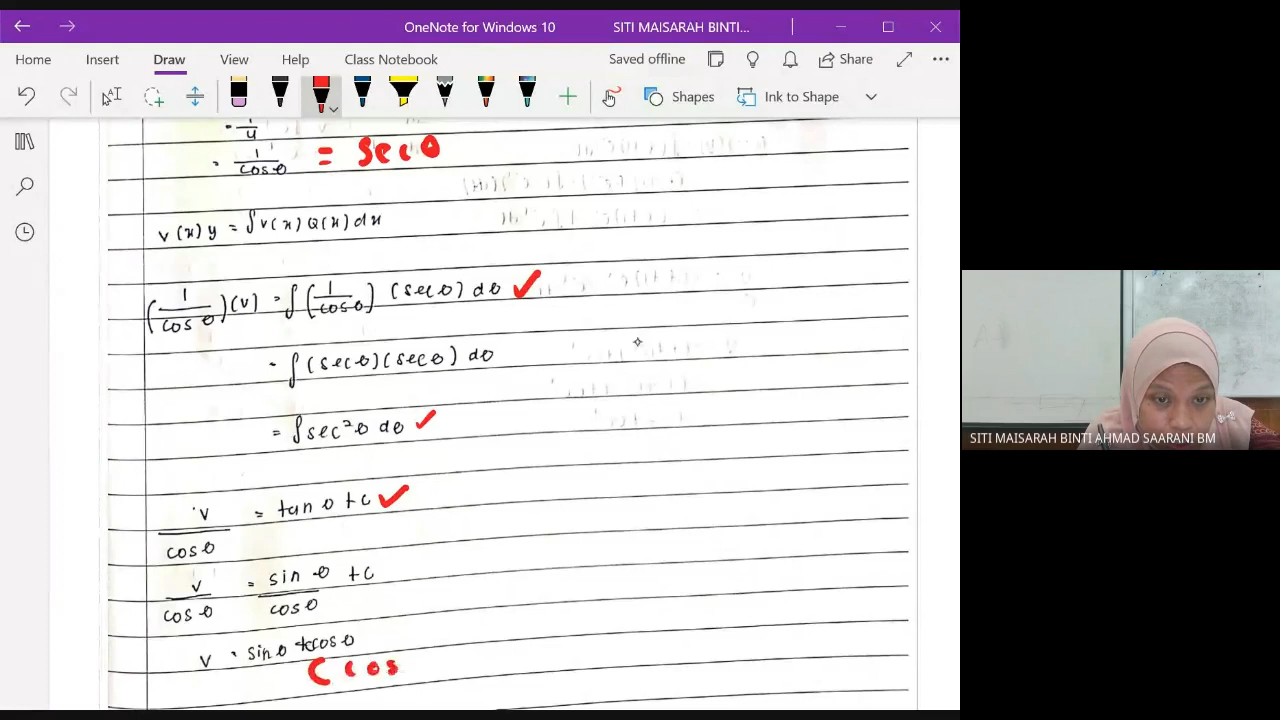 OneNote for Windows 10
SITI MAISARAH BINTI...
Home Insert Draw View Help Class Notebook Saved offline Share
Shapes Ink to Shape
= 1/cos θ = sec θ
v(x)y = ∫v(x)Q(x)dx
(1/cos θ)(v) = ∫(1/cos θ) (sec θ) dθ ✓
= ∫(sec θ)(sec θ) dθ
= ∫sec²θ dθ ✓
v/cos θ = tan θ + c ✓
v/cos θ = sin θ/cos θ + c
v = sin θ + c cos θ
C cos
SITI MAISARAH BINTI AHMAD SAARANI BM